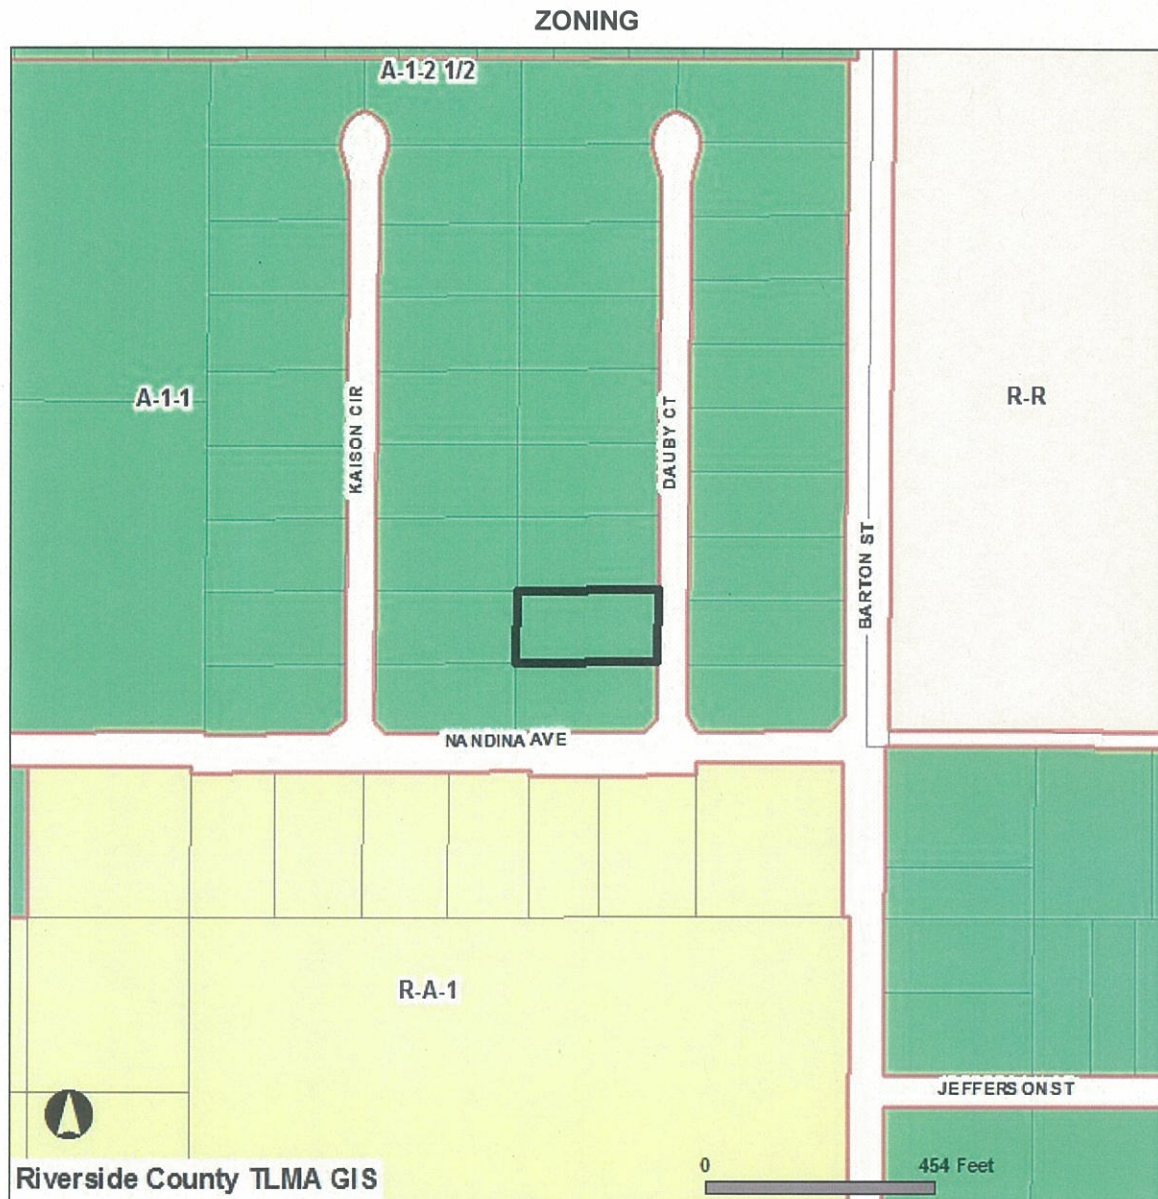 ZONING
A-1-2 1/2
A-1-1
KAISON CIR
DAUBY CT
R-R
BARTON ST
NANDINA AVE
R-A-1
JEFFERSON ST
Riverside County TLMA GIS
0
454 Feet